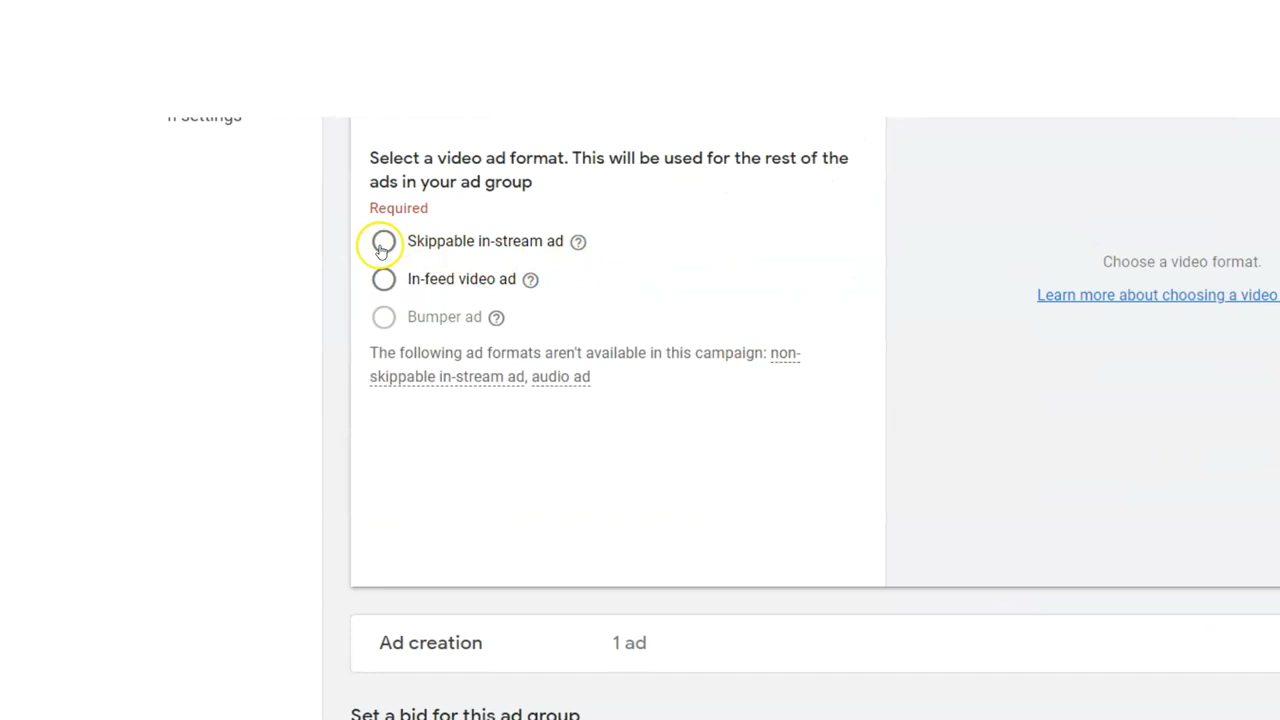 n settings
Select a video ad format. This will be used for the rest of the
ads in your ad group
Required
Skippable in-stream ad
In-feed video ad
Bumper ad
The following ad formats aren't available in this campaign: non-
skippable in-stream ad, audio ad
Choose a video format.
Learn more about choosing a video
Ad creation 1 ad
Set a bid for this ad group